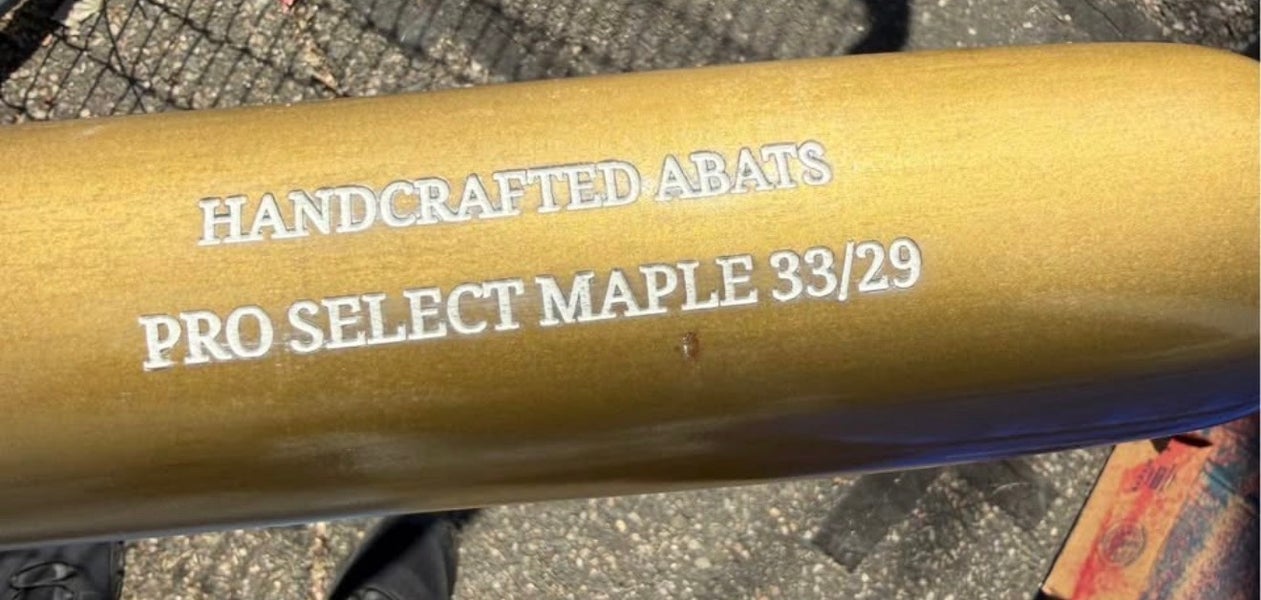 HANDCRAFTED ABATS
PRO SELECT MAPLE 33/29